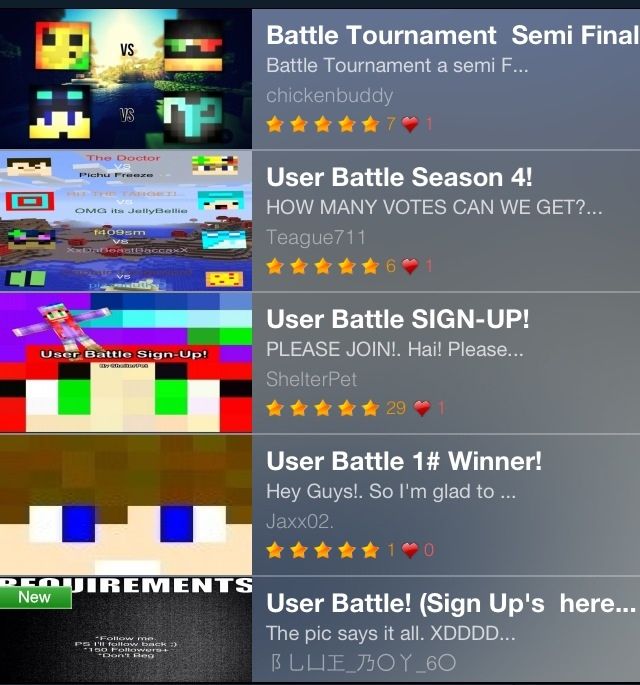 VS
VS
Battle Tournament Semi Final
Battle Tournament a semi F...
chickenbuddy
7 1
The Doctor
VS
Pichu Freeze
HIT THE TARGET!
OMG its JellyBellie
f409sm
vs
XxDaBeastBaccaxX
vs
User Battle Season 4!
HOW MANY VOTES CAN WE GET?...
Teague711
6 1
User Battle Sign-Up!
By ShelterPet
User Battle SIGN-UP!
PLEASE JOIN!. Hai! Please...
ShelterPet
29 1
User Battle 1# Winner!
Hey Guys!. So I'm glad to ...
Jaxx02.
1 0
REQUIREMENTS
New
*Follow me
PS I'll follow back ;)
*150 Followers+
*Don't Beg
User Battle! (Sign Up's here...
The pic says it all. XDDDD...